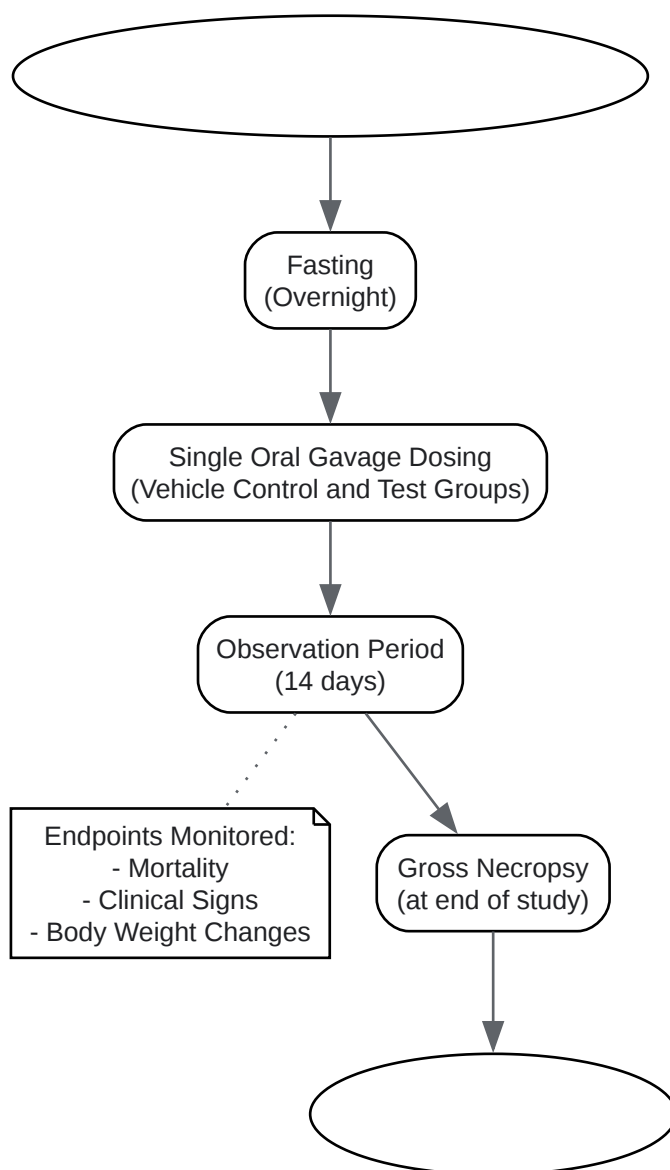 Fasting
(Overnight)
Single Oral Gavage Dosing
(Vehicle Control and Test Groups)
Observation Period
(14 days)
Endpoints Monitored:
- Mortality
- Clinical Signs
- Body Weight Changes
Gross Necropsy
(at end of study)